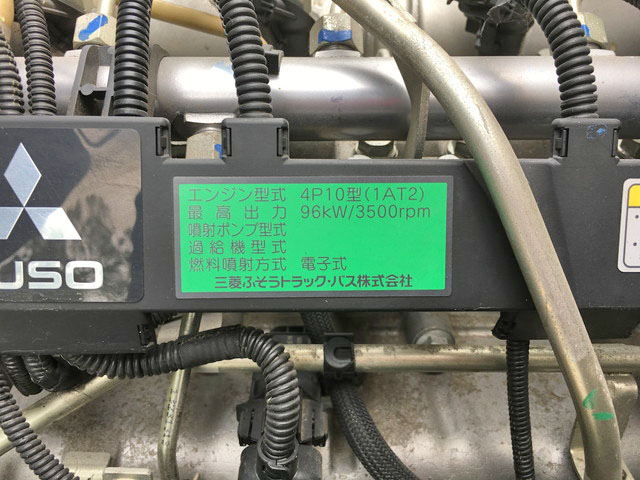 エンジン型式 4P10型(1AT2)
最高出力 96kW/3500rpm
噴射ポンプ型式
過給機型式
燃料噴射方式 電子式
三菱ふそうトラック・バス株式会社
USO